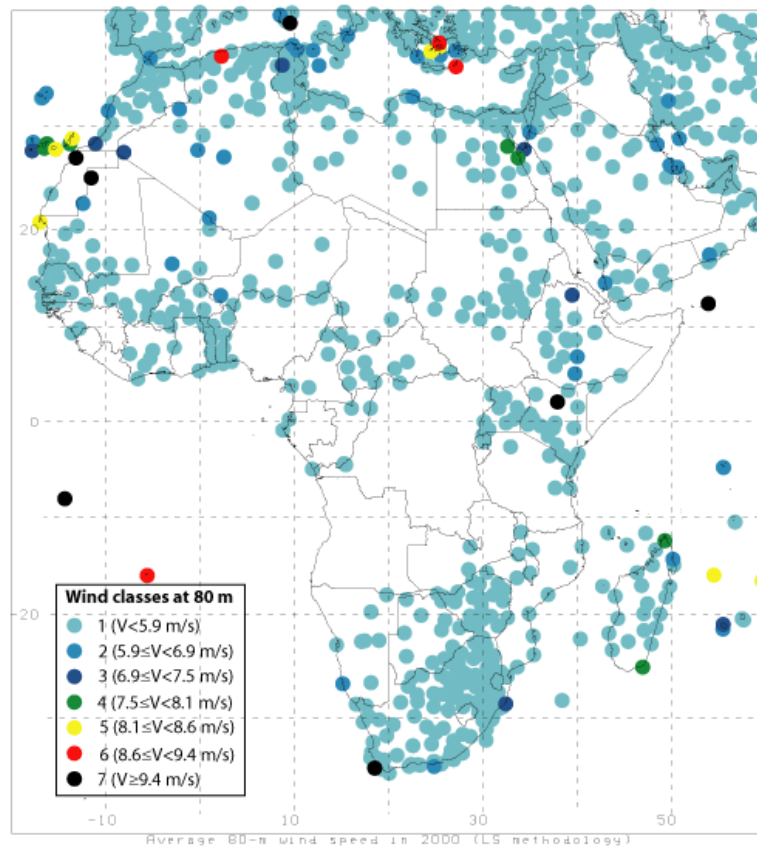 20
0
20
Wind classes at 80 m
1 (V<5.9 m/s)
2 (5.9≤V<6.9 m/s)
3 (6.9≤V<7.5 m/s)
4 (7.5≤V<8.1 m/s)
5 (8.1≤V<8.6 m/s)
6 (8.6≤V<9.4 m/s)
7 (V≥9.4 m/s)
-10 10 30 50
Average 80-m wind speed in 2000 (LS methodology)